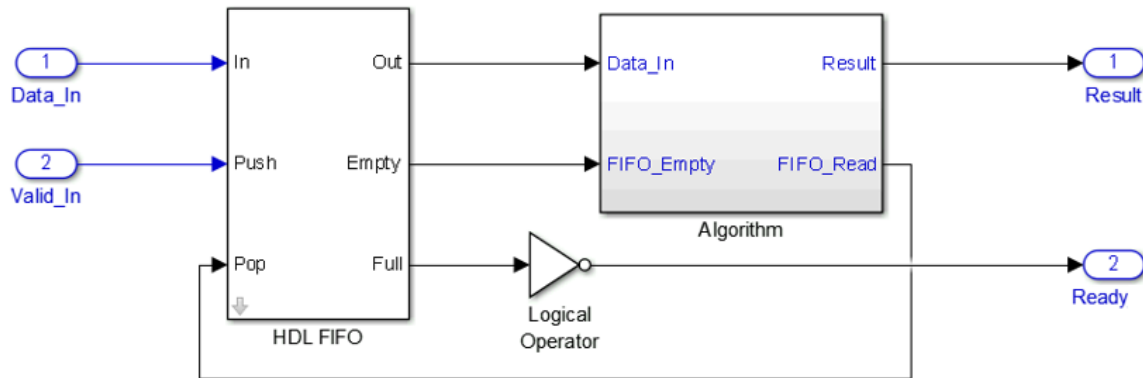 1
Data_In
2
Valid_In
In
Push
Pop
Out
Empty
Full
HDL FIFO
Data_In
FIFO_Empty
Result
FIFO_Read
Algorithm
Logical
Operator
1
Result
2
Ready